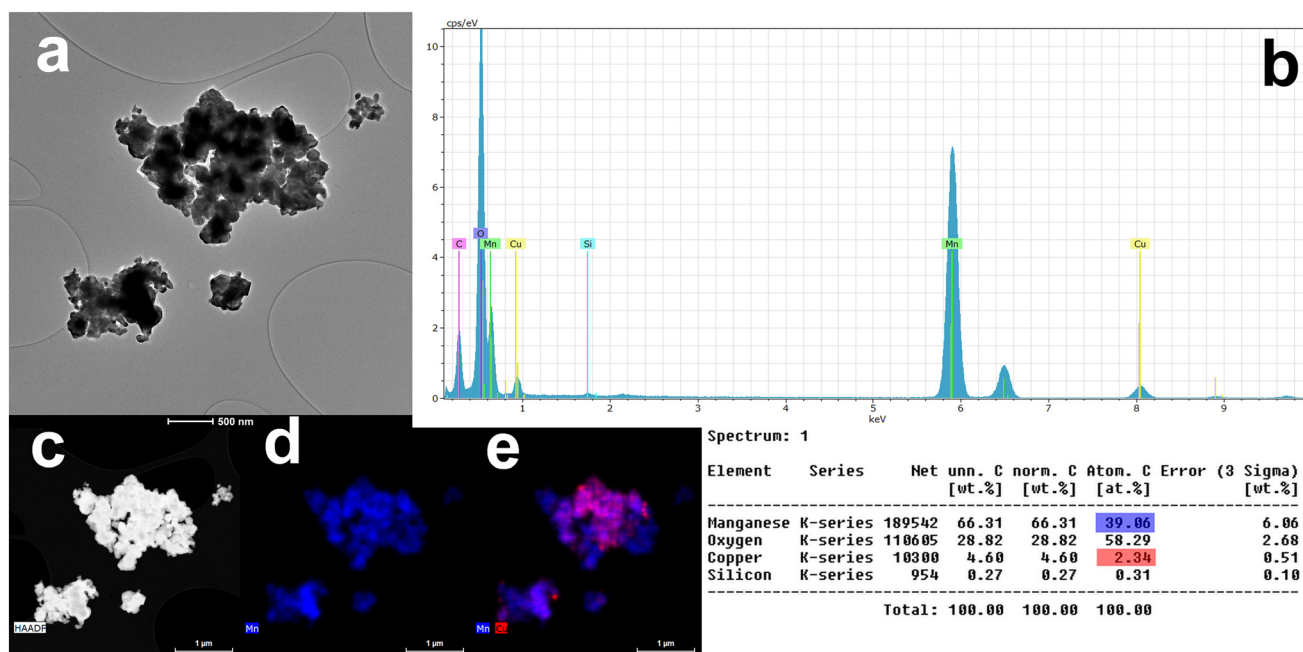 a
500 nm
b
cps/eV
10
8
6
4
2
0
C
O
Mn
Cu
Si
Mn
Cu
1 2 3 4 5 6 7 8 9
keV
c
HAADF
1 µm
d
Mn
1 µm
e
Mn Cu
1 µm
Spectrum: 1
Element Series Net unn. C norm. C Atom. C Error (3 Sigma)
[wt.%] [wt.%] [at.%] [wt.%]
Manganese K-series 189542 66.31 66.31 39.06 6.06
Oxygen K-series 110605 28.82 28.82 58.29 2.68
Copper K-series 10300 4.60 4.60 2.34 0.51
Silicon K-series 954 0.27 0.27 0.31 0.10
Total: 100.00 100.00 100.00